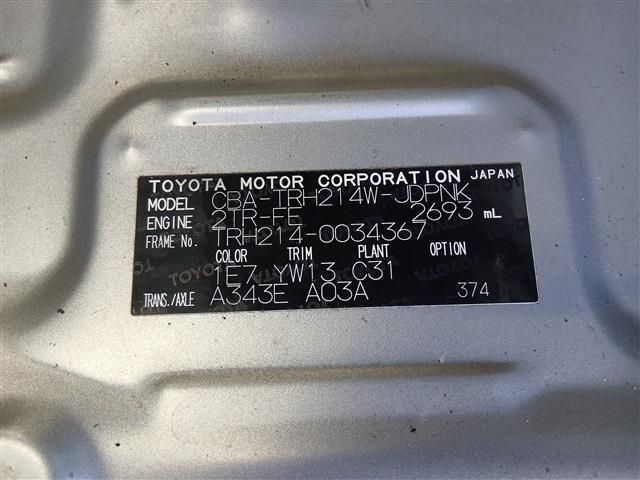 TOYOTA MOTOR CORPORATION JAPAN
MODEL CBA-TRH214W-JDPNK
ENGINE 2TR-FE 2693 mL
FRAME No. TRH214-0034367
COLOR TRIM PLANT OPTION
1E7 YW13 C31
TRANS./AXLE A343E A03A 374